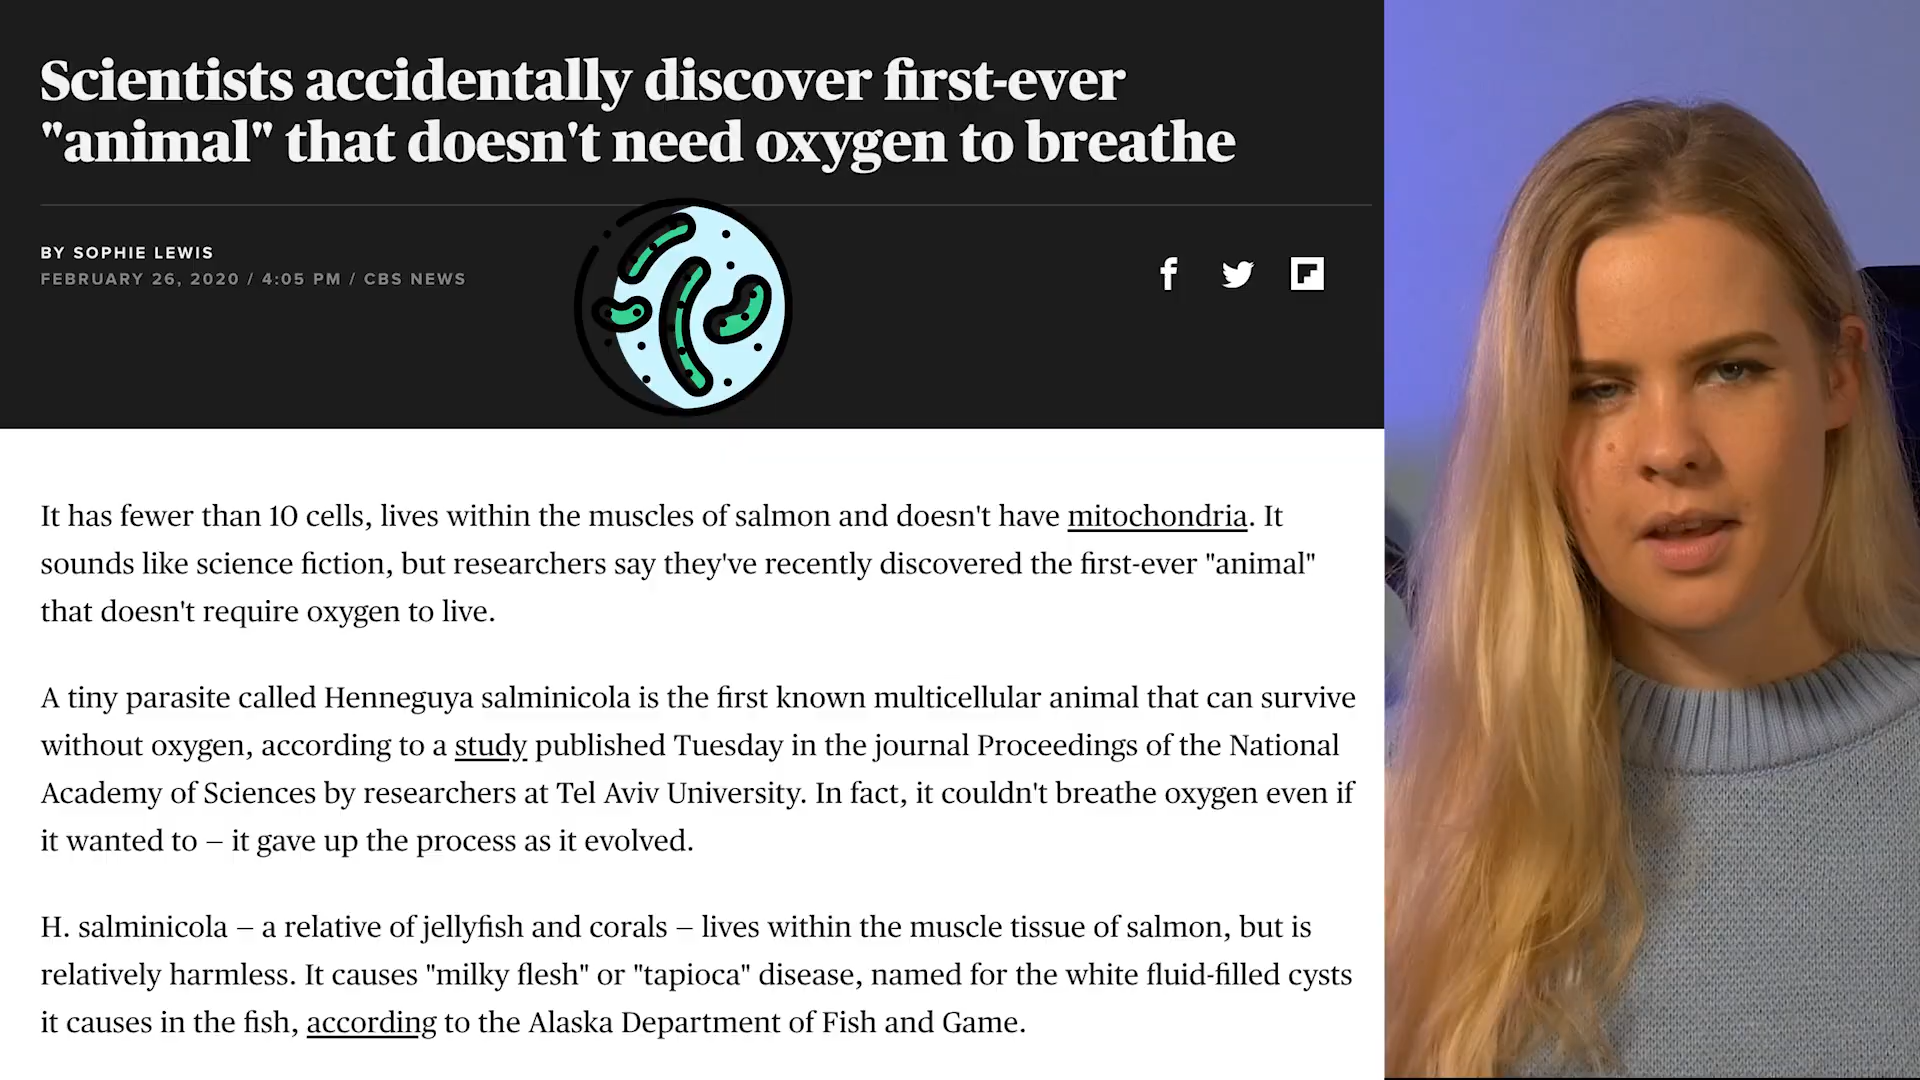 Scientists accidentally discover first-ever
"animal" that doesn't need oxygen to breathe
BY SOPHIE LEWIS
FEBRUARY 26, 2020 / 4:05 PM / CBS NEWS
It has fewer than 10 cells, lives within the muscles of salmon and doesn't have mitochondria. It
sounds like science fiction, but researchers say they've recently discovered the first-ever "animal"
that doesn't require oxygen to live.
A tiny parasite called Henneguya salminicola is the first known multicellular animal that can survive
without oxygen, according to a study published Tuesday in the journal Proceedings of the National
Academy of Sciences by researchers at Tel Aviv University. In fact, it couldn't breathe oxygen even if
it wanted to – it gave up the process as it evolved.
H. salminicola – a relative of jellyfish and corals – lives within the muscle tissue of salmon, but is
relatively harmless. It causes "milky flesh" or "tapioca" disease, named for the white fluid-filled cysts
it causes in the fish, according to the Alaska Department of Fish and Game.